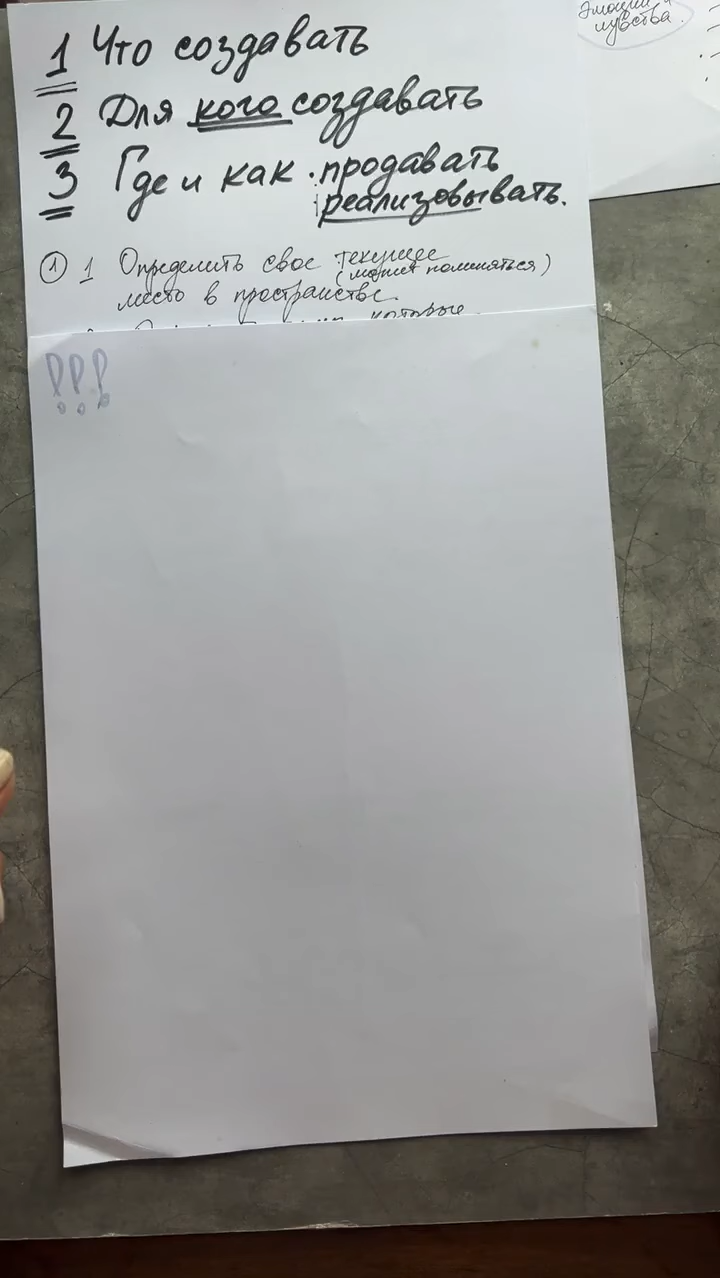 Эмоции и
чувства.
1 Что создавать
2 Для кого создавать
3 Где и как • продавать
реализовывать.
① 1 Определить свое текущее
(может поменяться)
место в пространстве.
которые
!!!